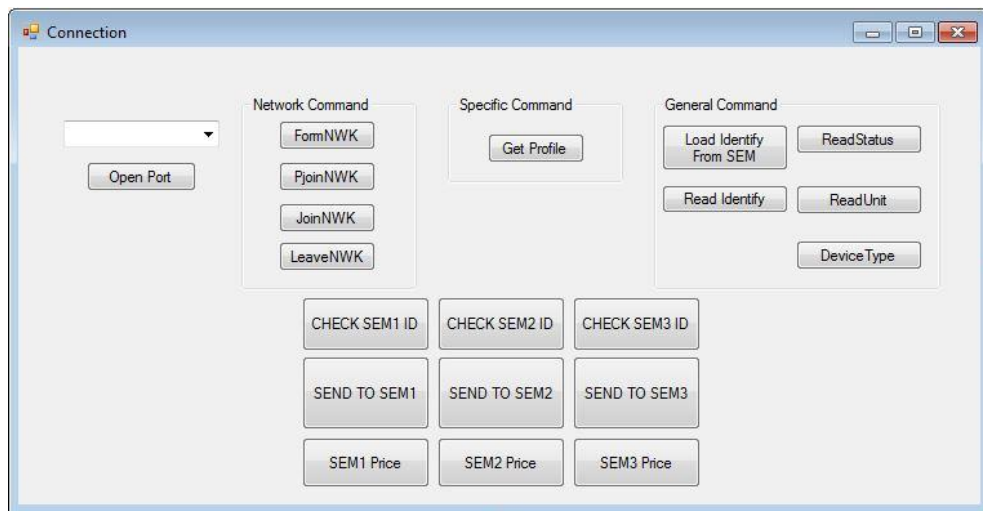 Connection
Network Command
Specific Command
General Command
FormNWK
Get Profile
Load Identify
From SEM
ReadStatus
Open Port
PjoinNWK
Read Identify
ReadUnit
JoinNWK
LeaveNWK
DeviceType
CHECK SEM1 ID
CHECK SEM2 ID
CHECK SEM3 ID
SEND TO SEM1
SEND TO SEM2
SEND TO SEM3
SEM1 Price
SEM2 Price
SEM3 Price